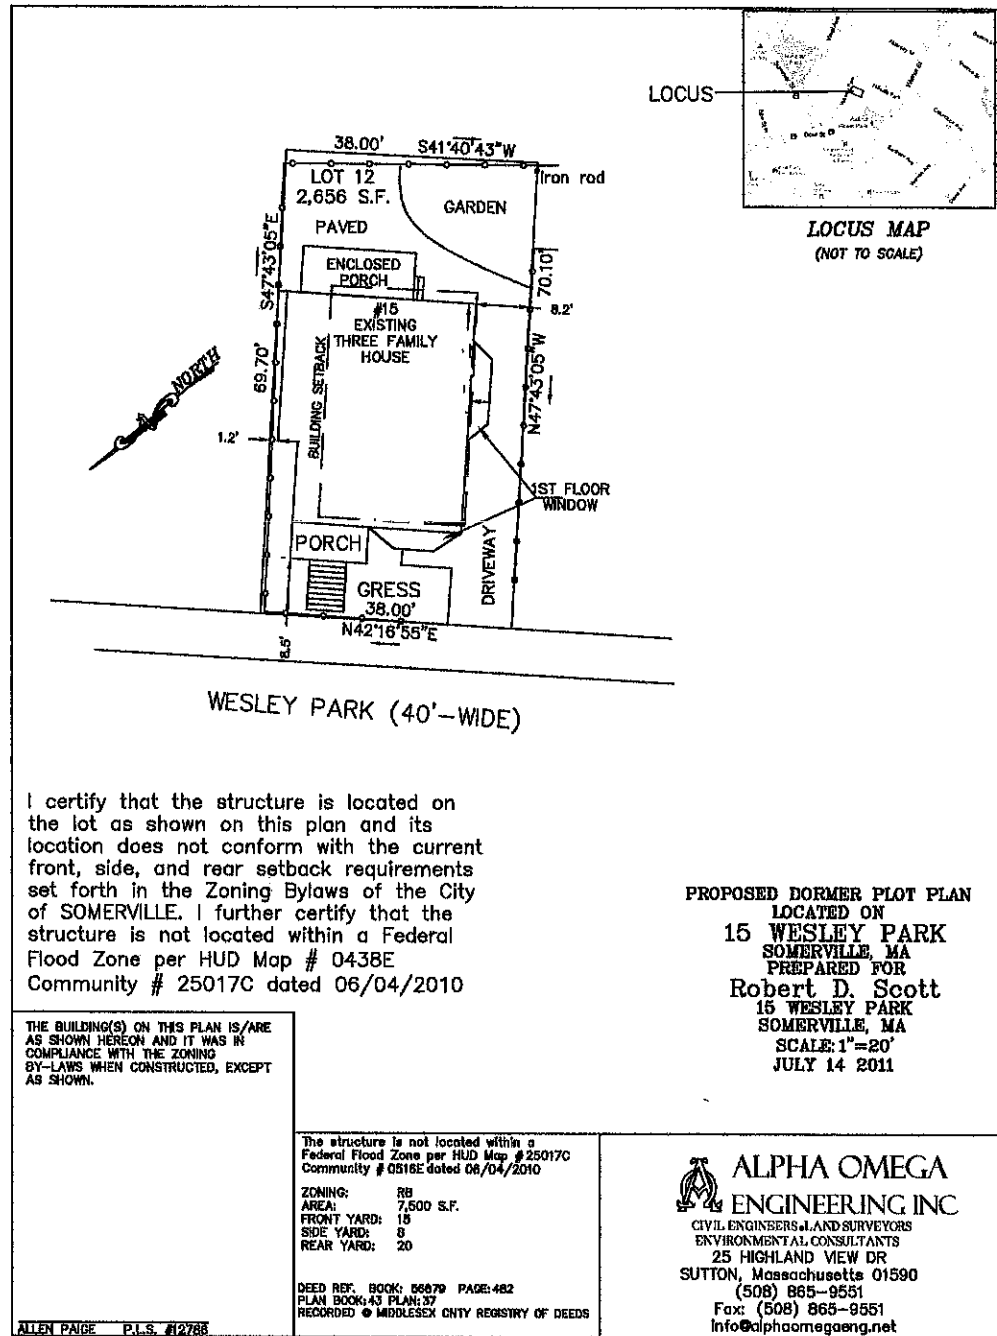 LOCUS
LOCUS MAP
(NOT TO SCALE)
38.00'
S41°40'43"W
Iron rod
LOT 12
2,656 S.F.
GARDEN
PAVED
S47°43'05"E
ENCLOSED
PORCH
70.10'
8.2'
#15
EXISTING
THREE FAMILY
HOUSE
BUILDING SETBACK
69.70'
N47°43'05"W
NORTH
1.2'
1ST FLOOR
WINDOW
PORCH
DRIVEWAY
GRESS
38.00'
N42°16'55"E
8.5'
WESLEY PARK (40'-WIDE)
I certify that the structure is located on
the lot as shown on this plan and its
location does not conform with the current
front, side, and rear setback requirements
set forth in the Zoning Bylaws of the City
of SOMERVILLE. I further certify that the
structure is not located within a Federal
Flood Zone per HUD Map # 0438E
Community # 25017C dated 06/04/2010
PROPOSED DORMER PLOT PLAN
LOCATED ON
15 WESLEY PARK
SOMERVILLE, MA
PREPARED FOR
Robert D. Scott
15 WESLEY PARK
SOMERVILLE, MA
SCALE: 1"=20'
JULY 14 2011
THE BUILDING(S) ON THIS PLAN IS/ARE
AS SHOWN HEREON AND IT WAS IN
COMPLIANCE WITH THE ZONING
BY-LAWS WHEN CONSTRUCTED, EXCEPT
AS SHOWN.
ALLEN PAIGE P.L.S. #12768
The structure is not located within a
Federal Flood Zone per HUD Map #25017C
Community # 0516E dated 06/04/2010
ZONING: RB
AREA: 7,500 S.F.
FRONT YARD: 15
SIDE YARD: 8
REAR YARD: 20
DEED REF. BOOK: 56879 PAGE: 482
PLAN BOOK: 43 PLAN: 37
RECORDED @ MIDDLESEX CNTY REGISTRY OF DEEDS
ALPHA OMEGA
ENGINEERING INC
CIVIL ENGINEERS, LAND SURVEYORS
ENVIRONMENTAL CONSULTANTS
25 HIGHLAND VIEW DR
SUTTON, Massachusetts 01590
(508) 865-9551
Fax: (508) 865-9551
Info@alphaomegaeng.net